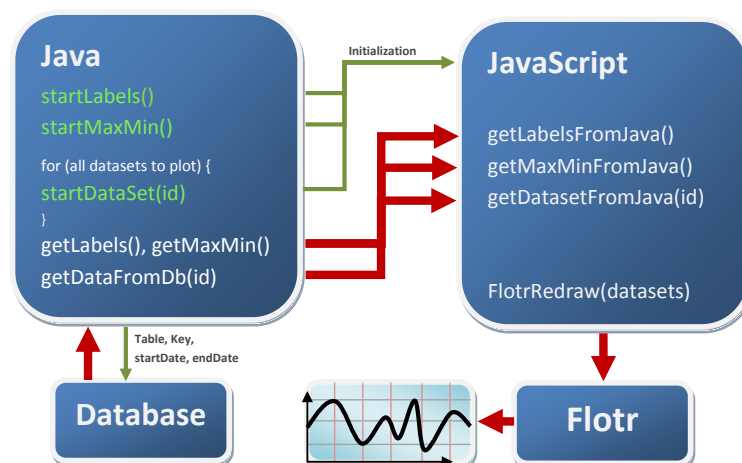 Java
startLabels()
startMaxMin()
for (all datasets to plot) {
startDataSet(id)
}
getLabels(), getMaxMin()
getDataFromDb(id)
Initialization
JavaScript
getLabelsFromJava()
getMaxMinFromJava()
getDatasetFromJava(id)
FlotrRedraw(datasets)
Table, Key,
startDate, endDate
Database
Flotr